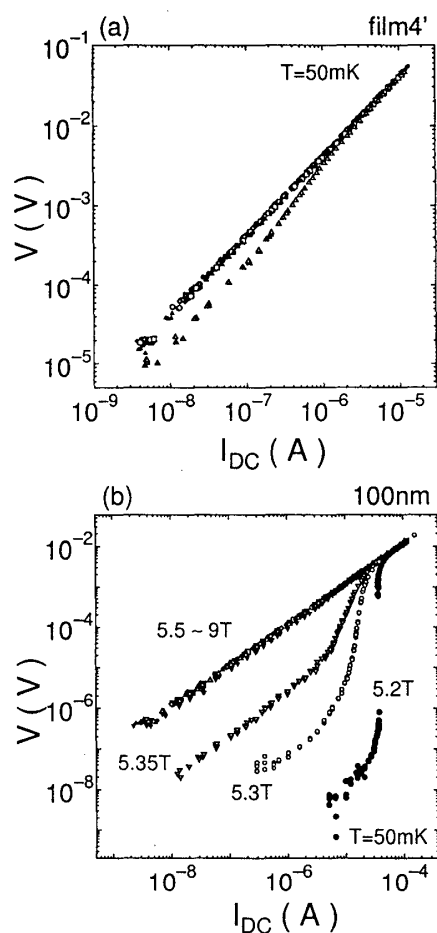 (a) film4'
T=50mK
10⁻¹
10⁻²
10⁻³
10⁻⁴
10⁻⁵
V (V)
10⁻⁹ 10⁻⁸ 10⁻⁷ 10⁻⁶ 10⁻⁵
I_DC ( A )
(b) 100nm
10⁻²
10⁻⁴
10⁻⁶
10⁻⁸
V (V)
5.5 ~ 9T
5.2T
5.35T
5.3T
T=50mK
10⁻⁸ 10⁻⁶ 10⁻⁴
I_DC ( A )